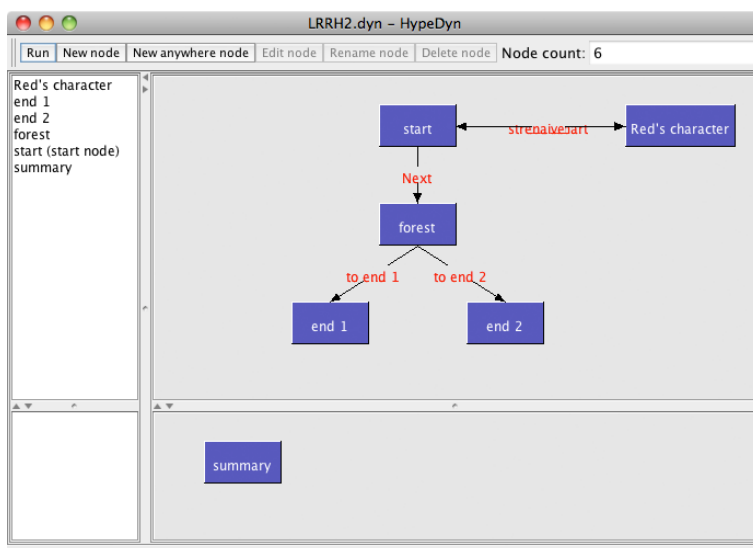 LRRH2.dyn - HypeDyn
Run New node New anywhere node Edit node Rename node Delete node Node count: 6
Red's character
end 1
end 2
forest
start (start node)
summary
start Red's character
Next
forest
to end 1 to end 2
end 1 end 2
summary